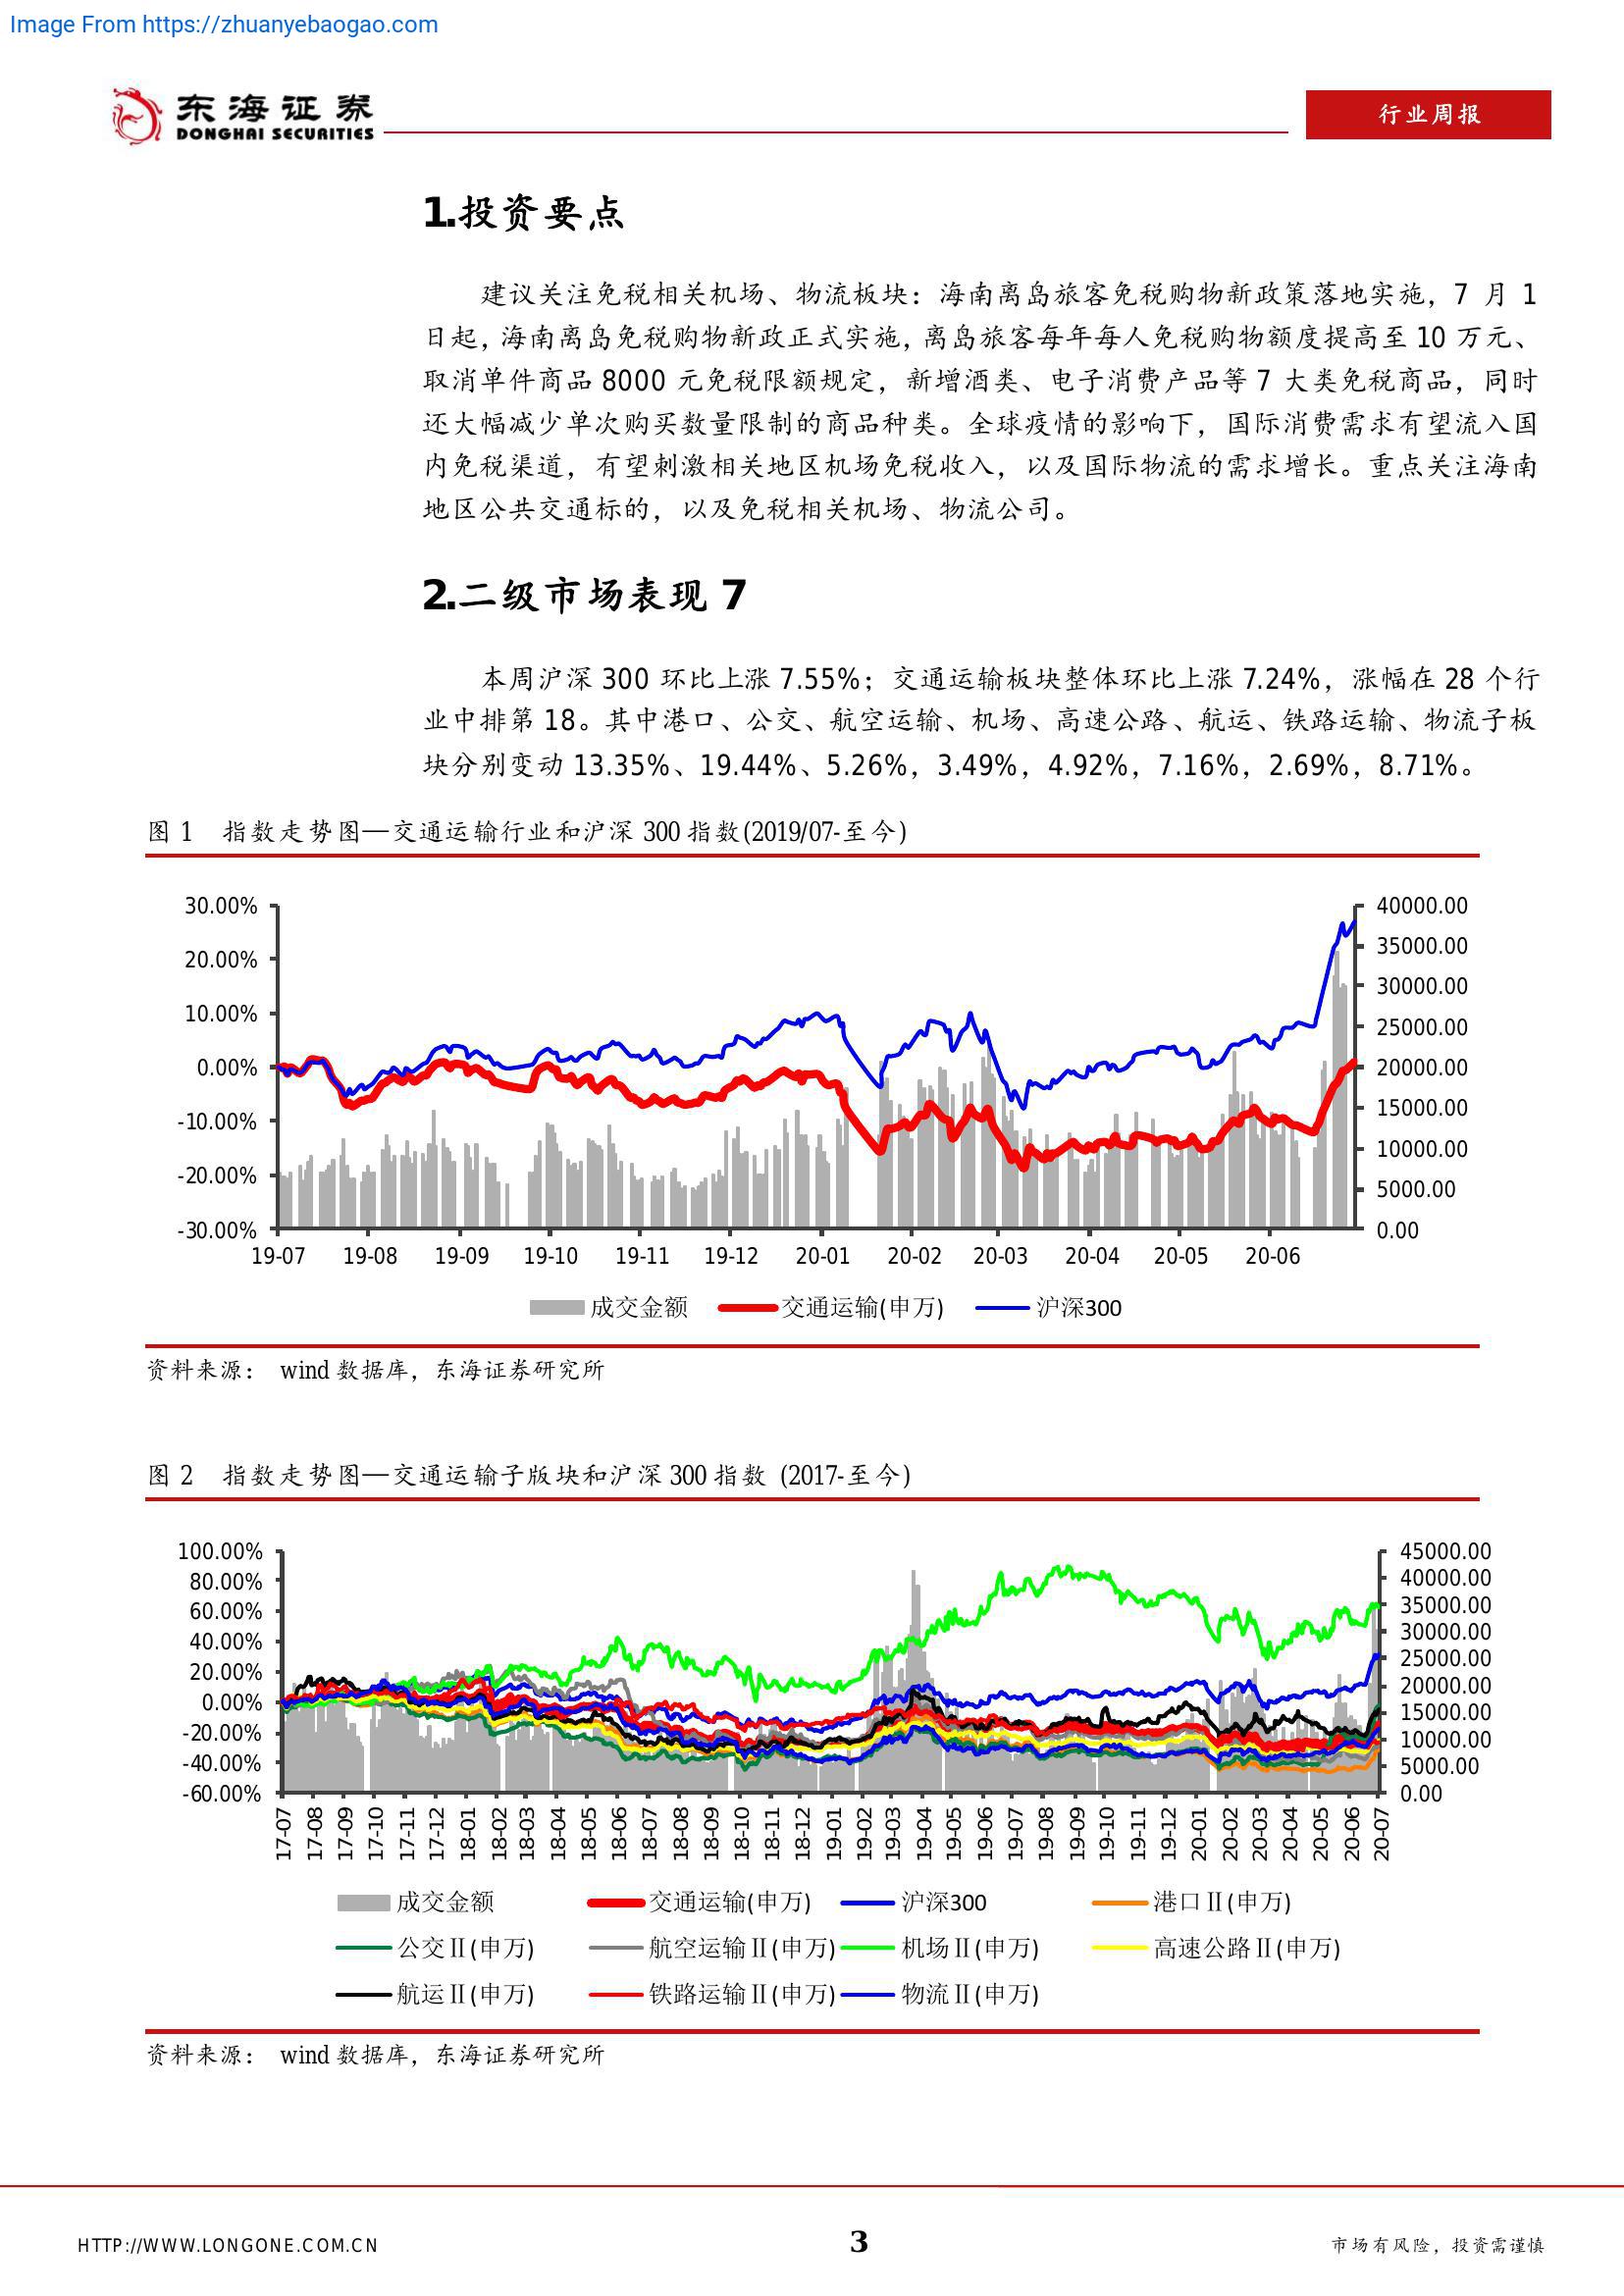 Image From https://zhuanyebaogao.com
东海证券
DONGHAI SECURITIES
行业周报
1.投资要点
建议关注免税相关机场、物流板块：海南离岛旅客免税购物新政策落地实施，7 月 1
日起，海南离岛免税购物新政正式实施，离岛旅客每年每人免税购物额度提高至 10 万元、
取消单件商品 8000 元免税限额规定，新增酒类、电子消费产品等 7 大类免税商品，同时
还大幅减少单次购买数量限制的商品种类。全球疫情的影响下，国际消费需求有望流入国
内免税渠道，有望刺激相关地区机场免税收入，以及国际物流的需求增长。重点关注海南
地区公共交通标的，以及免税相关机场、物流公司。
2.二级市场表现 7
本周沪深 300 环比上涨 7.55%；交通运输板块整体环比上涨 7.24%，涨幅在 28 个行
业中排第 18。其中港口、公交、航空运输、机场、高速公路、航运、铁路运输、物流子板
块分别变动 13.35%、19.44%、5.26%，3.49%，4.92%，7.16%，2.69%，8.71%。
图 1 指数走势图—交通运输行业和沪深 300 指数(2019/07-至今)
30.00% 40000.00
35000.00
20.00%
30000.00
10.00%
25000.00
0.00% 20000.00
-10.00% 15000.00
10000.00
-20.00%
5000.00
-30.00% 0.00
19-07 19-08 19-09 19-10 19-11 19-12 20-01 20-02 20-03 20-04 20-05 20-06
成交金额 交通运输(申万) 沪深300
资料来源： wind 数据库，东海证券研究所
图 2 指数走势图—交通运输子版块和沪深 300 指数 (2017-至今)
100.00% 45000.00
80.00% 40000.00
60.00% 35000.00
40.00% 30000.00
25000.00
20.00%
20000.00
0.00%
15000.00
-20.00% 10000.00
-40.00% 5000.00
-60.00% 0.00
17-07 17-08 17-09 17-10 17-11 17-12 18-01 18-02 18-03 18-04 18-05 18-06 18-07 18-08 18-09 18-10 18-11 18-12 19-01 19-02 19-03 19-04 19-05 19-06 19-07 19-08 19-09 19-10 19-11 19-12 20-01 20-02 20-03 20-04 20-05 20-06 20-07
成交金额 交通运输(申万) 沪深300 港口Ⅱ(申万)
公交Ⅱ(申万) 航空运输Ⅱ(申万) 机场Ⅱ(申万) 高速公路Ⅱ(申万)
航运Ⅱ(申万) 铁路运输Ⅱ(申万) 物流Ⅱ(申万)
资料来源： wind 数据库，东海证券研究所
HTTP://WWW.LONGONE.COM.CN 3 市场有风险，投资需谨慎